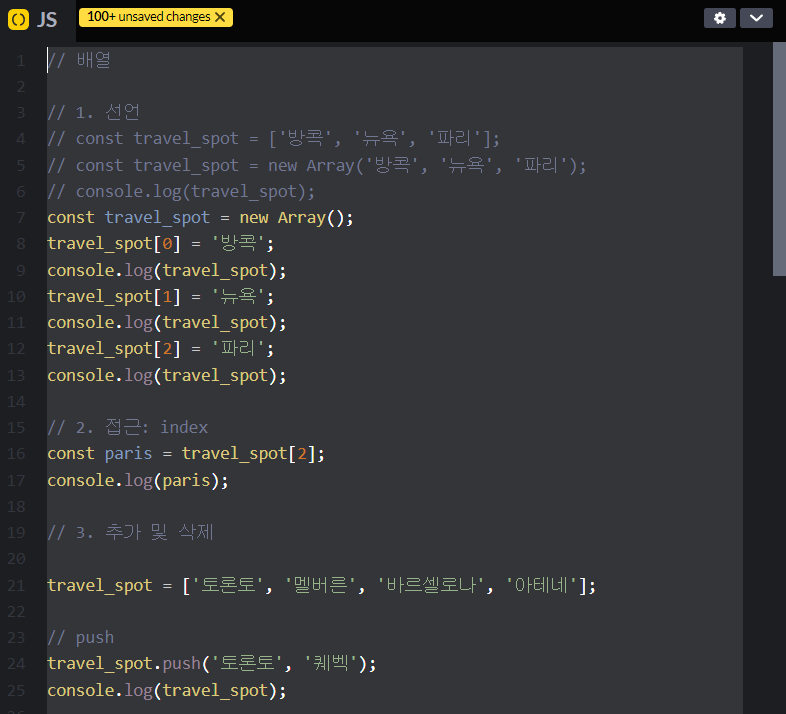 JS
100+ unsaved changes ✕
1 // 배열
2
3 // 1. 선언
4 // const travel_spot = ['방콕', '뉴욕', '파리'];
5 // const travel_spot = new Array('방콕', '뉴욕', '파리');
6 // console.log(travel_spot);
7 const travel_spot = new Array();
8 travel_spot[0] = '방콕';
9 console.log(travel_spot);
10 travel_spot[1] = '뉴욕';
11 console.log(travel_spot);
12 travel_spot[2] = '파리';
13 console.log(travel_spot);
14
15 // 2. 접근: index
16 const paris = travel_spot[2];
17 console.log(paris);
18
19 // 3. 추가 및 삭제
20
21 travel_spot = ['토론토', '멜버른', '바르셀로나', '아테네'];
22
23 // push
24 travel_spot.push('토론토', '퀘벡');
25 console.log(travel_spot);